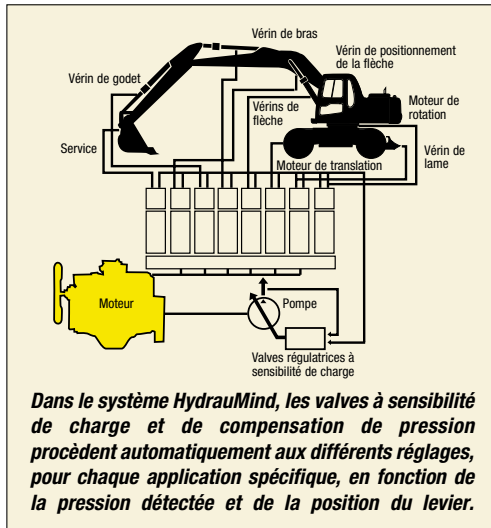 Vérin de bras
Vérin de positionnement
de la flèche
Vérin de godet
Moteur de
rotation
Vérins de
flèche
Service
Vérin de
lame
Moteur de translation
Moteur
Pompe
Valves régulatrices à
sensibilité de charge
Dans le système HydrauMind, les valves à sensibilité
de charge et de compensation de pression
procèdent automatiquement aux différents réglages,
pour chaque application spécifique, en fonction de
la pression détectée et de la position du levier.